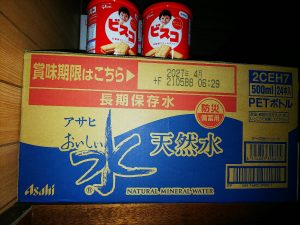 ビスコ
ビスコ
賞味期限はこちら
2027年4月
+F 2105B8 06:29
2CEH7
500ml 24本入
PETボトル
長期保存水
防災
備蓄用
アサヒ
おいしい水
天然水
Asahi
NATURAL MINERAL WATER